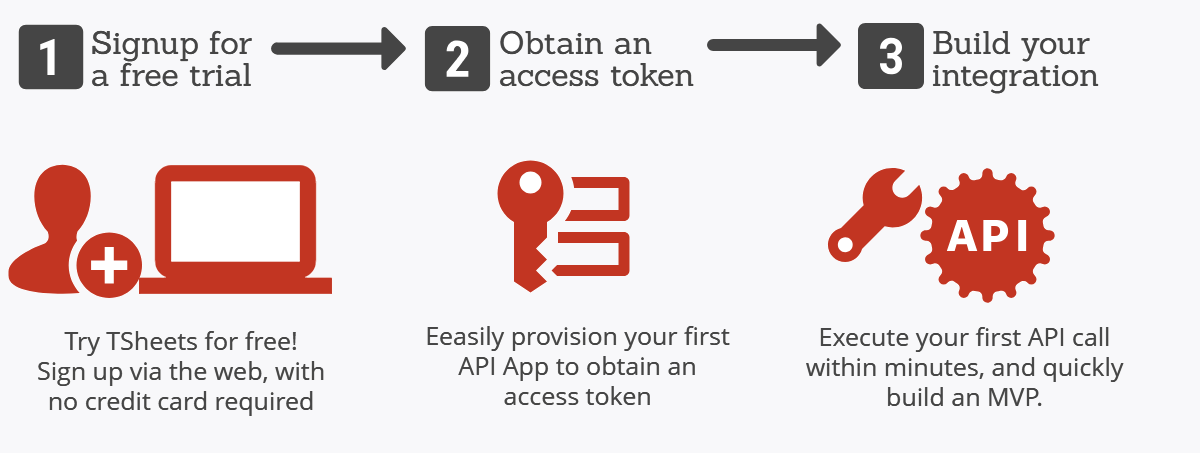 1
Signup for
a free trial
2
Obtain an
access token
3
Build your
integration
API
Try TSheets for free!
Sign up via the web, with
no credit card required
Eeasily provision your first
API App to obtain an
access token
Execute your first API call
within minutes, and quickly
build an MVP.